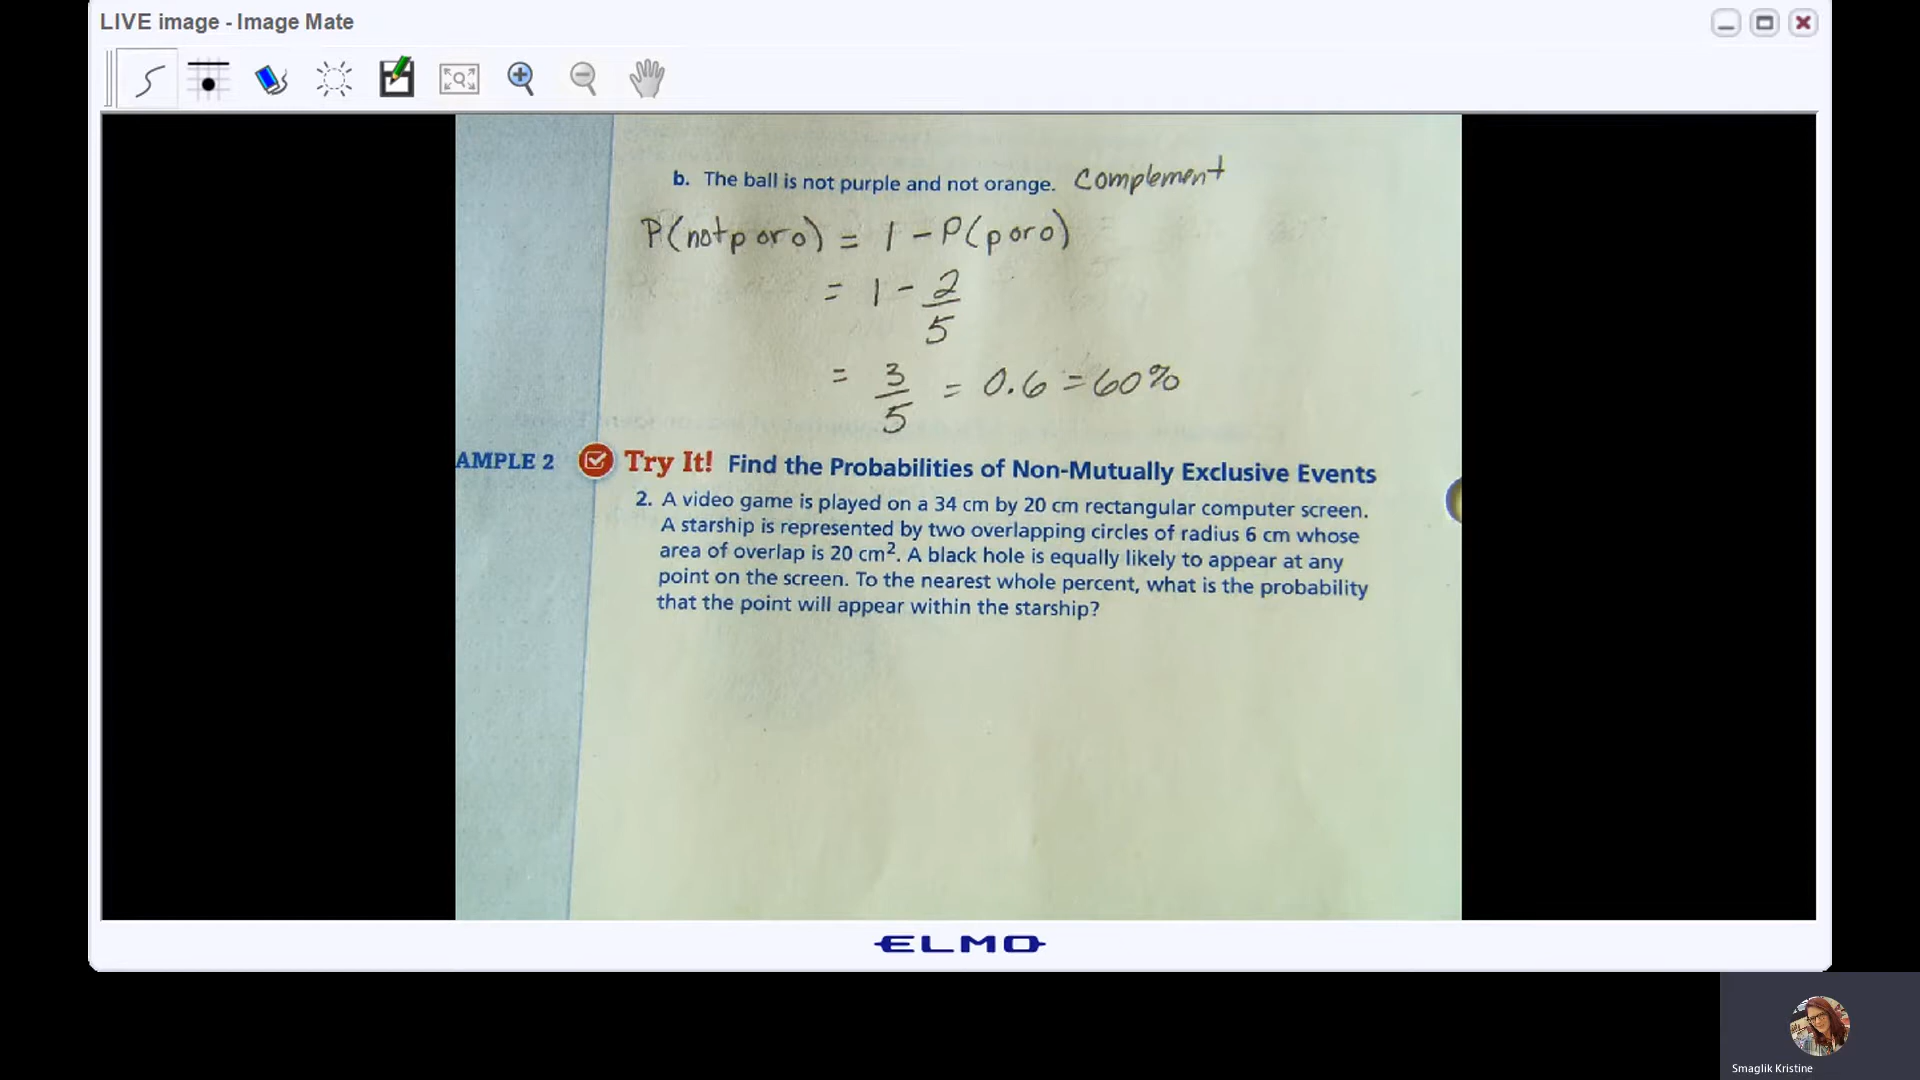 LIVE image - Image Mate
b. The ball is not purple and not orange. Complement
P(not p or o) = 1 - P(p or o)
= 1 - 2/5
= 3/5 = 0.6 = 60%
AMPLE 2 Try It! Find the Probabilities of Non-Mutually Exclusive Events
2. A video game is played on a 34 cm by 20 cm rectangular computer screen.
A starship is represented by two overlapping circles of radius 6 cm whose
area of overlap is 20 cm². A black hole is equally likely to appear at any
point on the screen. To the nearest whole percent, what is the probability
that the point will appear within the starship?
ELMO
Smaglik Kristine